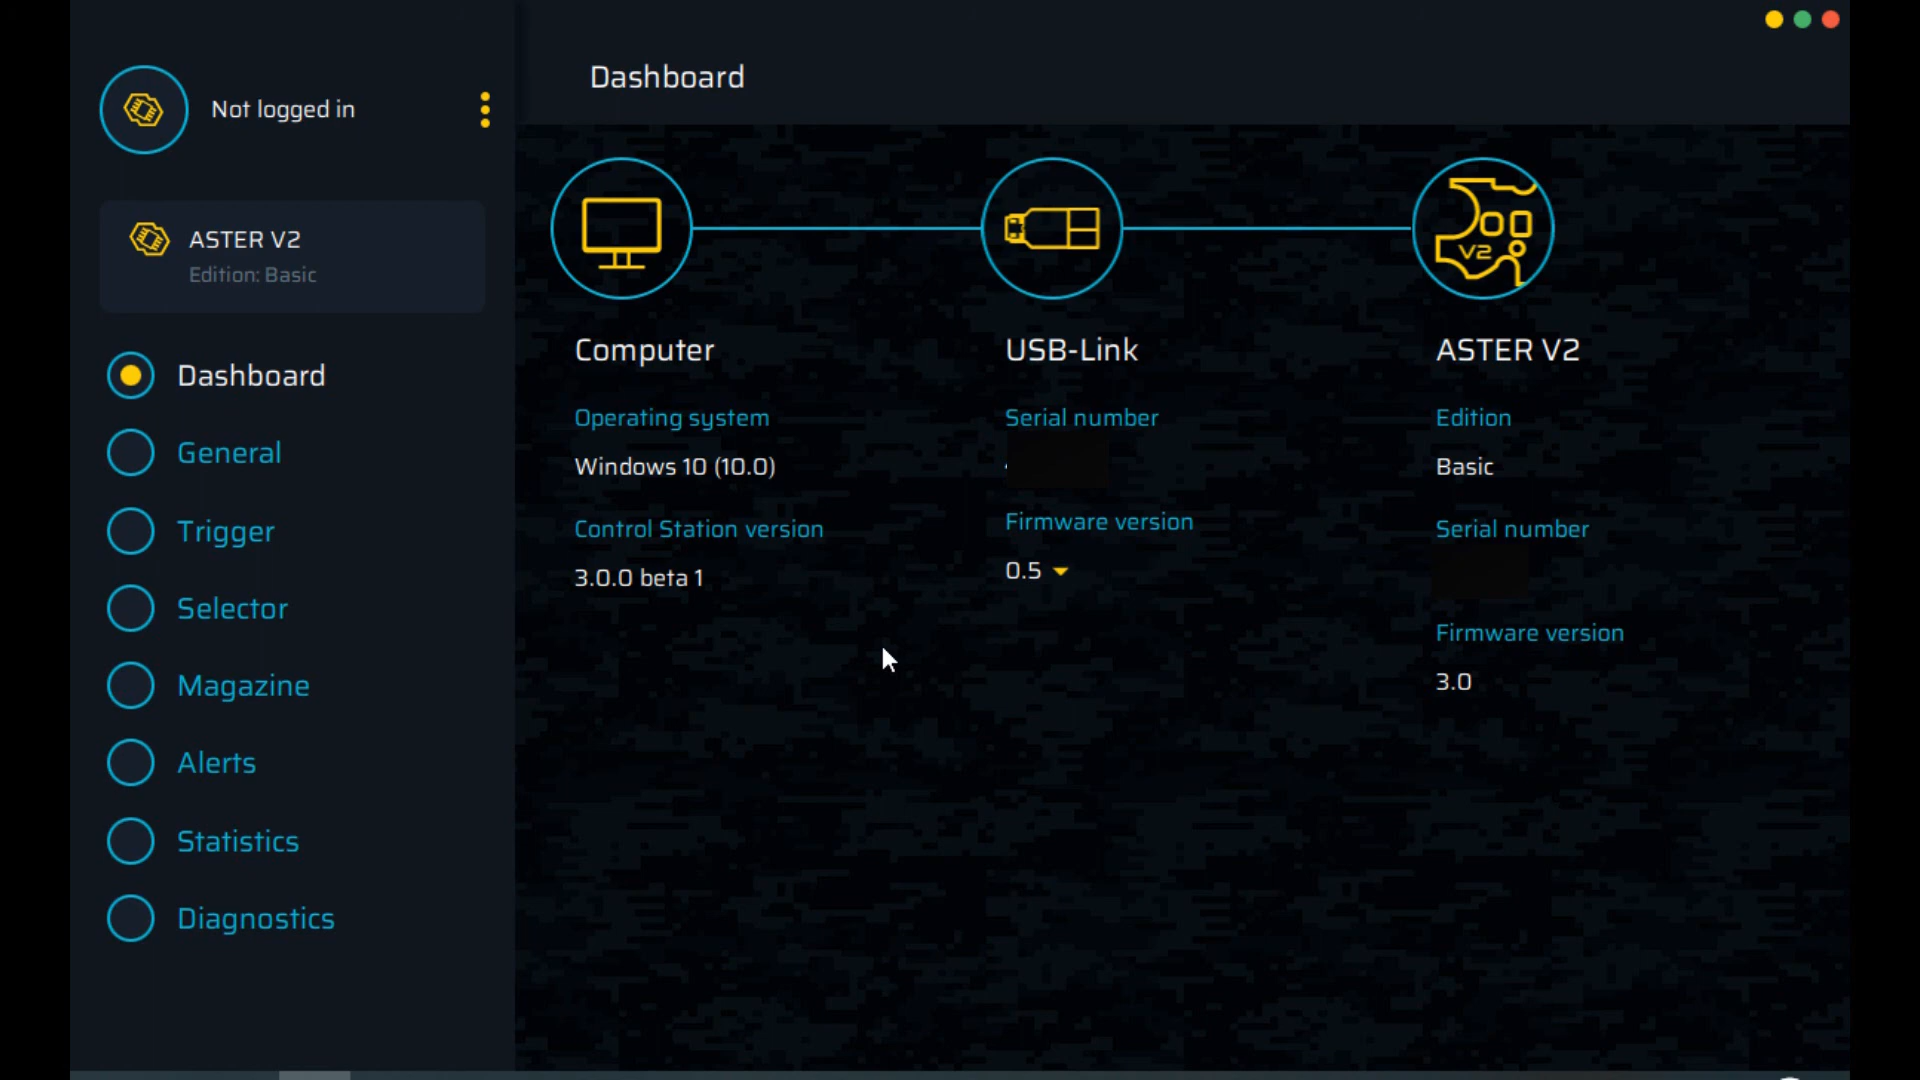 Not logged in
ASTER V2
Edition: Basic
Dashboard
General
Trigger
Selector
Magazine
Alerts
Statistics
Diagnostics
Dashboard
Computer
Operating system
Windows 10 (10.0)
Control Station version
3.0.0 beta 1
USB-Link
Serial number
Firmware version
0.5
V2
ASTER V2
Edition
Basic
Serial number
Firmware version
3.0